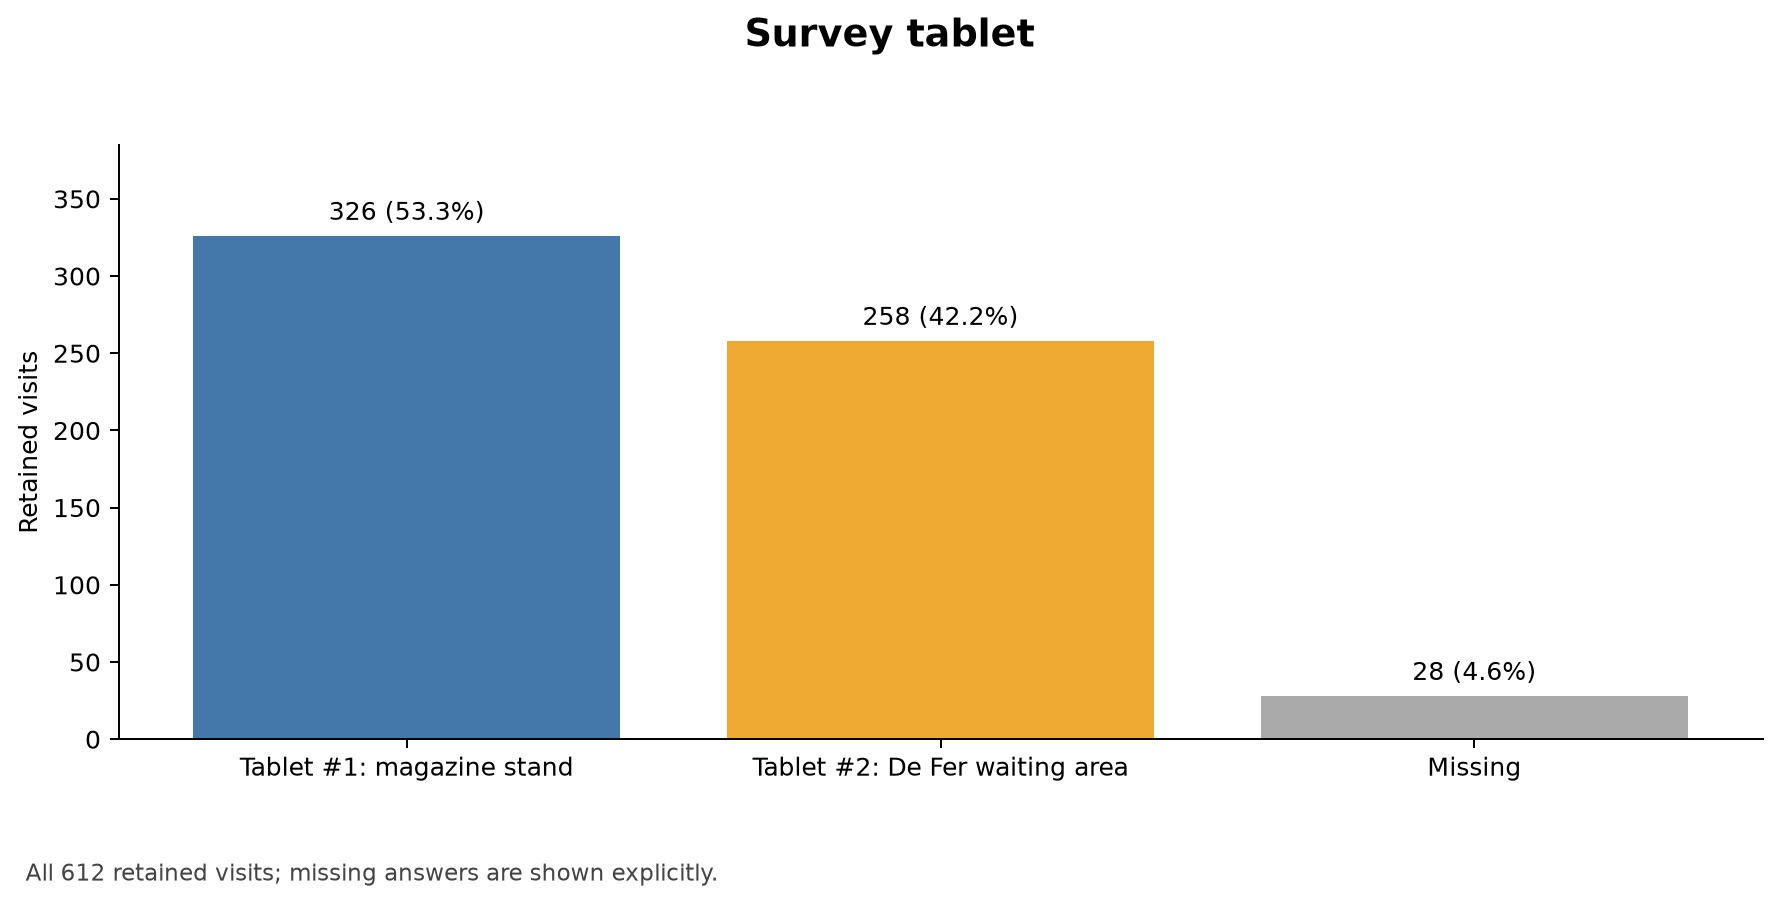 Survey tablet
Retained visits
350
300
250
200
150
100
50
0
326 (53.3%)
258 (42.2%)
28 (4.6%)
Tablet #1: magazine stand
Tablet #2: De Fer waiting area
Missing
All 612 retained visits; missing answers are shown explicitly.